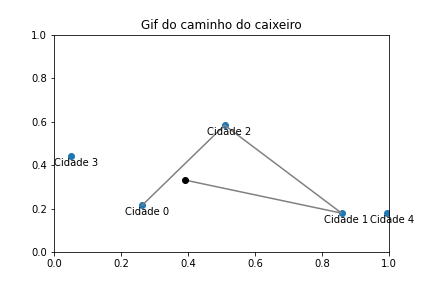 Gif do caminho do caixeiro
1.0
0.8
0.6
0.4
0.2
0.0
Cidade 2
Cidade 3
Cidade 0
Cidade 1 Cidade 4
0.0 0.2 0.4 0.6 0.8 1.0